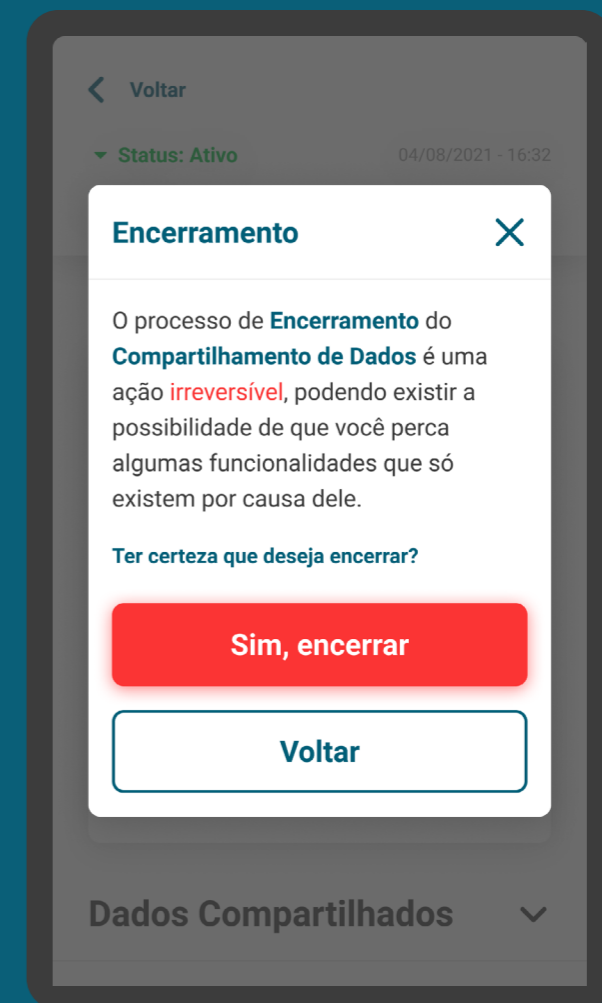 Voltar
Status: Ativo
04/08/2021 - 16:32
Encerramento
O processo de Encerramento do
Compartilhamento de Dados é uma
ação irreversível, podendo existir a
possibilidade de que você perca
algumas funcionalidades que só
existem por causa dele.
Ter certeza que deseja encerrar?
Sim, encerrar
Voltar
Dados Compartilhados